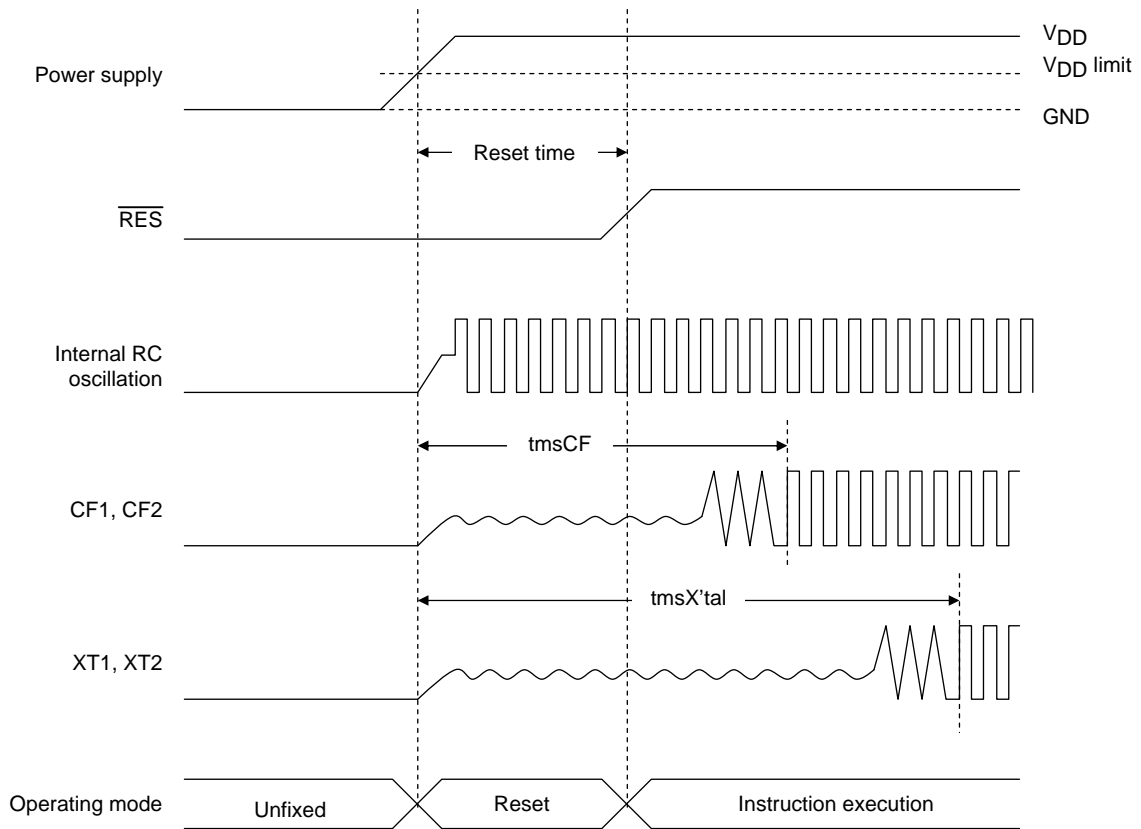 VDD
Power supply
VDD limit
GND
Reset time
RES
Internal RC
oscillation
tmsCF
CF1, CF2
tmsX'tal
XT1, XT2
Operating mode
Unfixed
Reset
Instruction execution